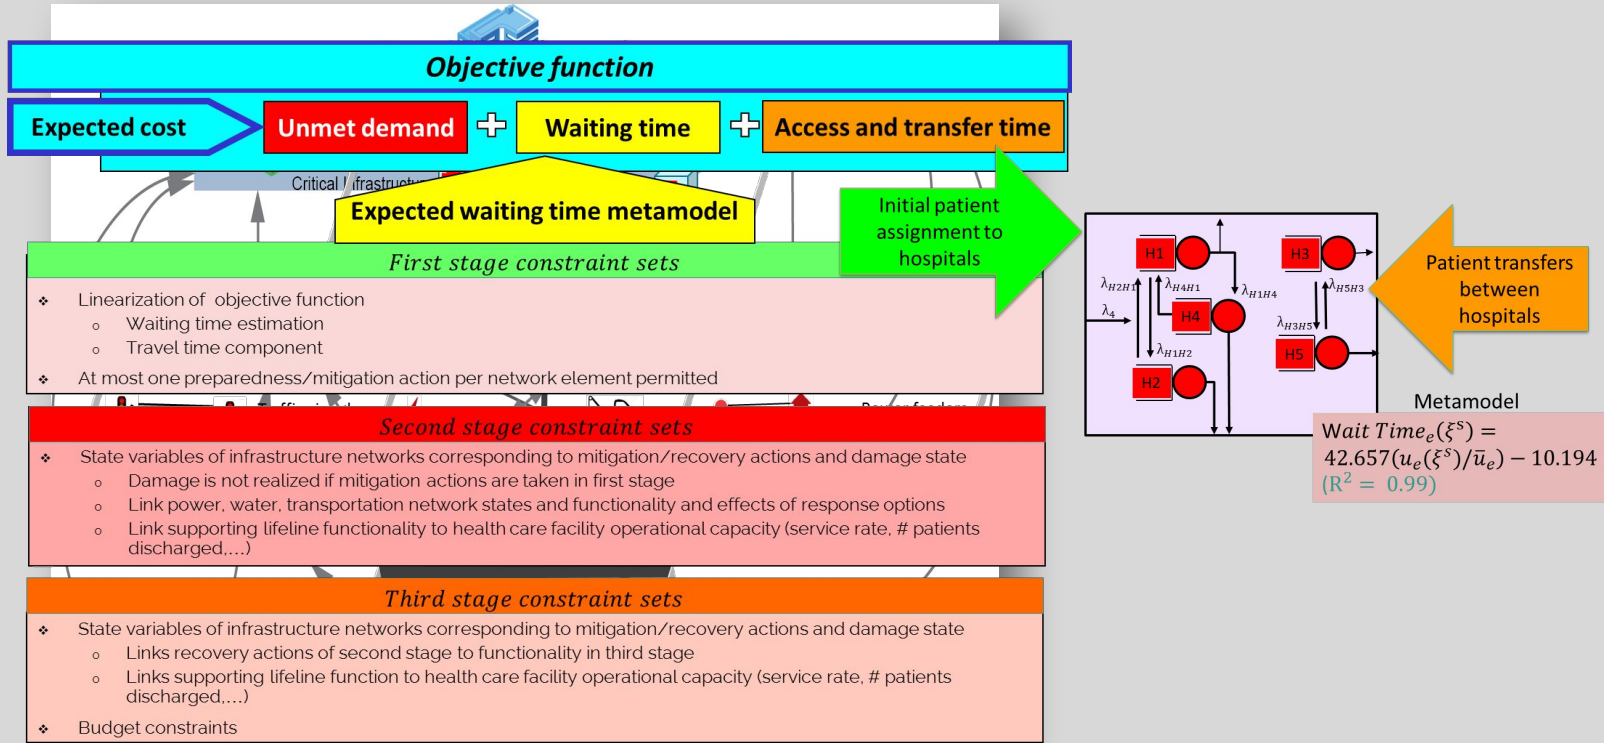 Objective function
Expected cost
Unmet demand
Waiting time
Access and transfer time
Critical
Expected waiting time metamodel
Initial patient
assignment to
hospitals
First stage constraint sets
❖ Linearization of objective function
o Waiting time estimation
o Travel time component
❖ At most one preparedness/mitigation action per network element permitted
Second stage constraint sets
❖ State variables of infrastructure networks corresponding to mitigation/recovery actions and damage state
o Damage is not realized if mitigation actions are taken in first stage
o Link power, water, transportation network states and functionality and effects of response options
o Link supporting lifeline functionality to health care facility operational capacity (service rate, # patients
discharged,...)
Third stage constraint sets
❖ State variables of infrastructure networks corresponding to mitigation/recovery actions and damage state
o Links recovery actions of second stage to functionality in third stage
o Links supporting lifeline function to health care facility operational capacity (service rate, # patients
discharged,...)
❖ Budget constraints
H1
H3
λH2H1
λH4H1
λH1H4
λH5H3
λ4
H4
λH3H5
λH1H2
H5
H2
Patient transfers
between
hospitals
Metamodel
Wait Time_e(ξ^s) =
42.657(u_e(ξ^s)/ū_e) − 10.194
(R² = 0.99)